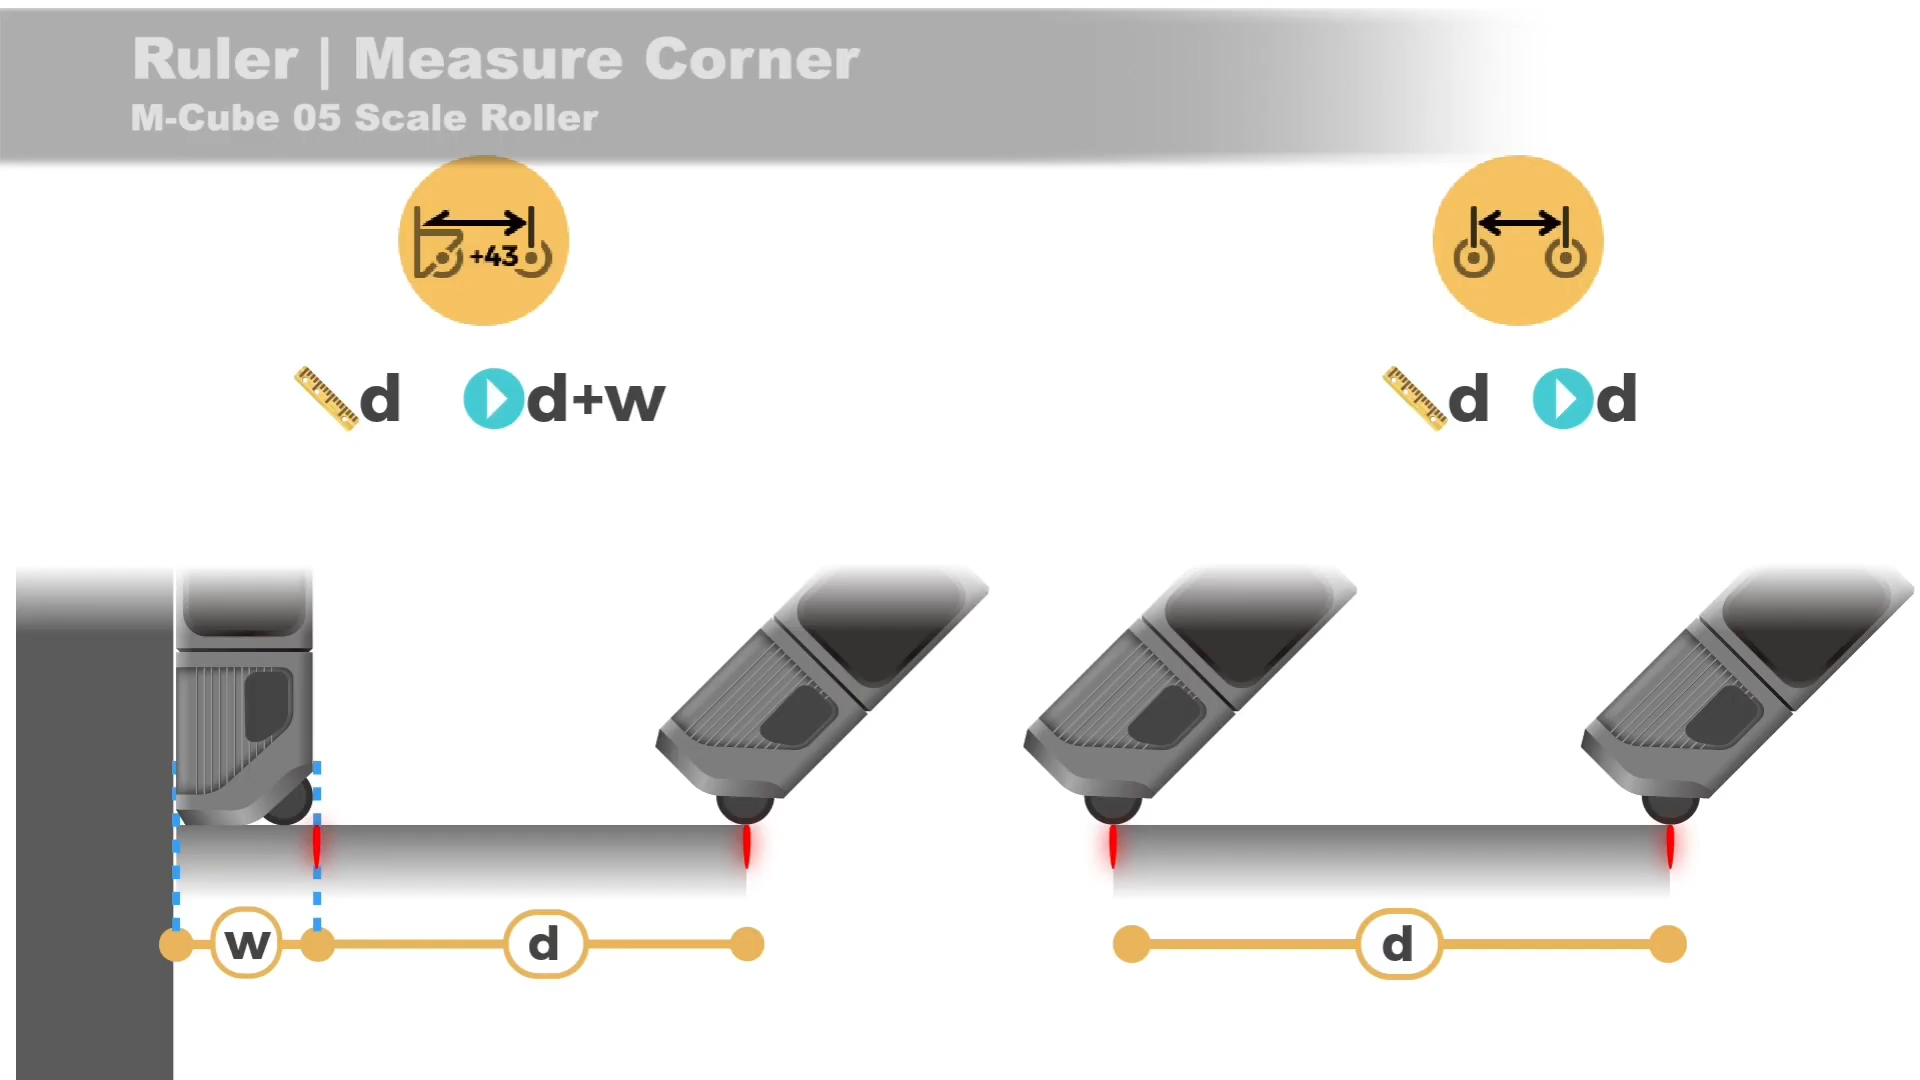 Ruler | Measure Corner
M-Cube 05 Scale Roller
+43
d d+w
d d
w d
d